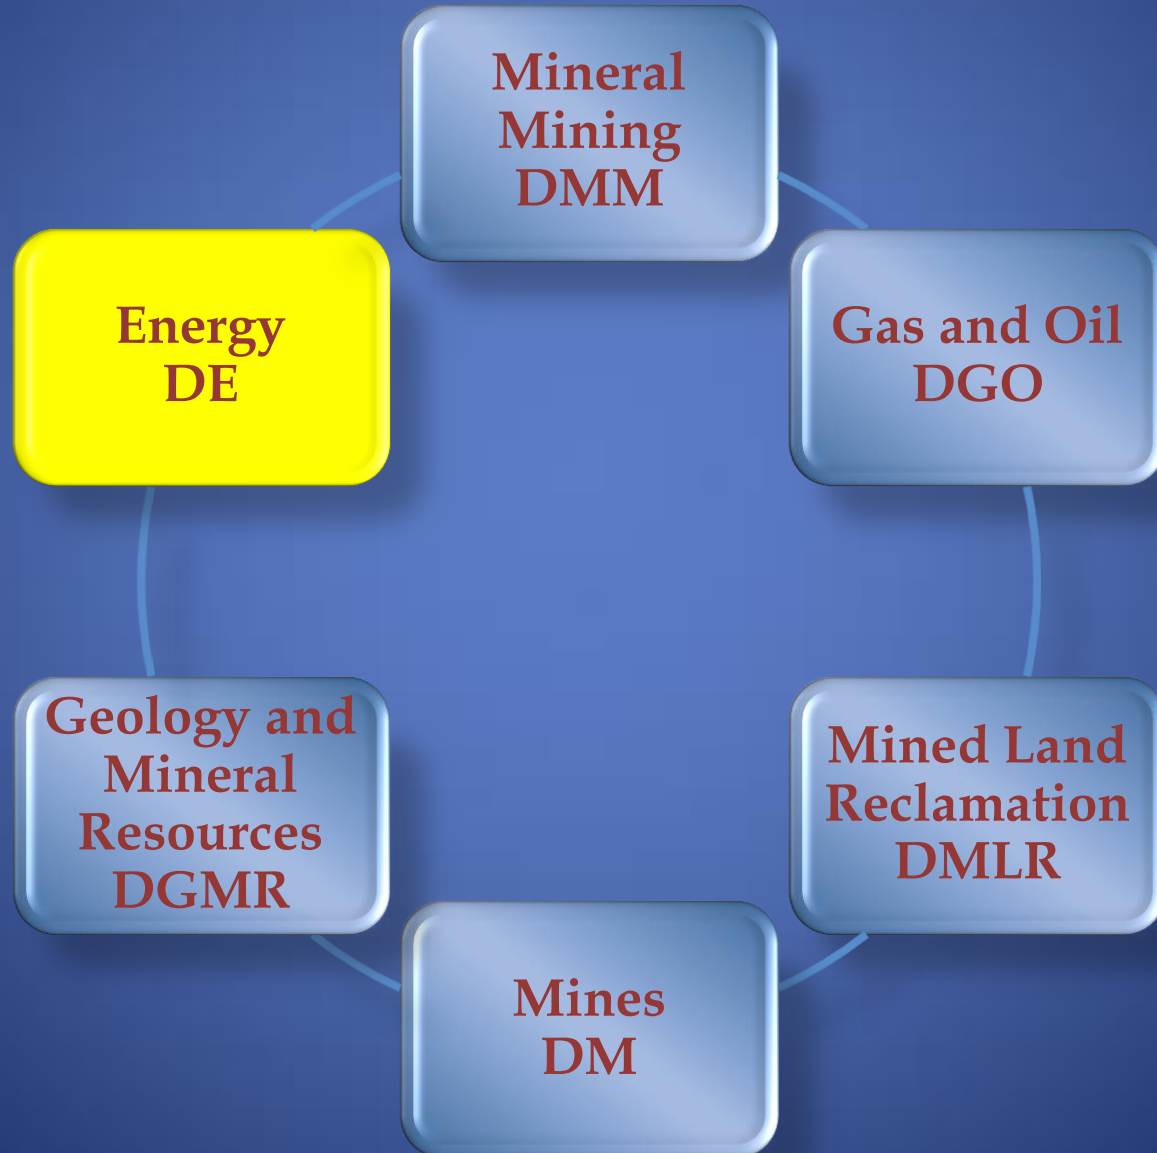 Mineral
Mining
DMM
Energy
DE
Gas and Oil
DGO
Geology and
Mineral
Resources
DGMR
Mined Land
Reclamation
DMLR
Mines
DM